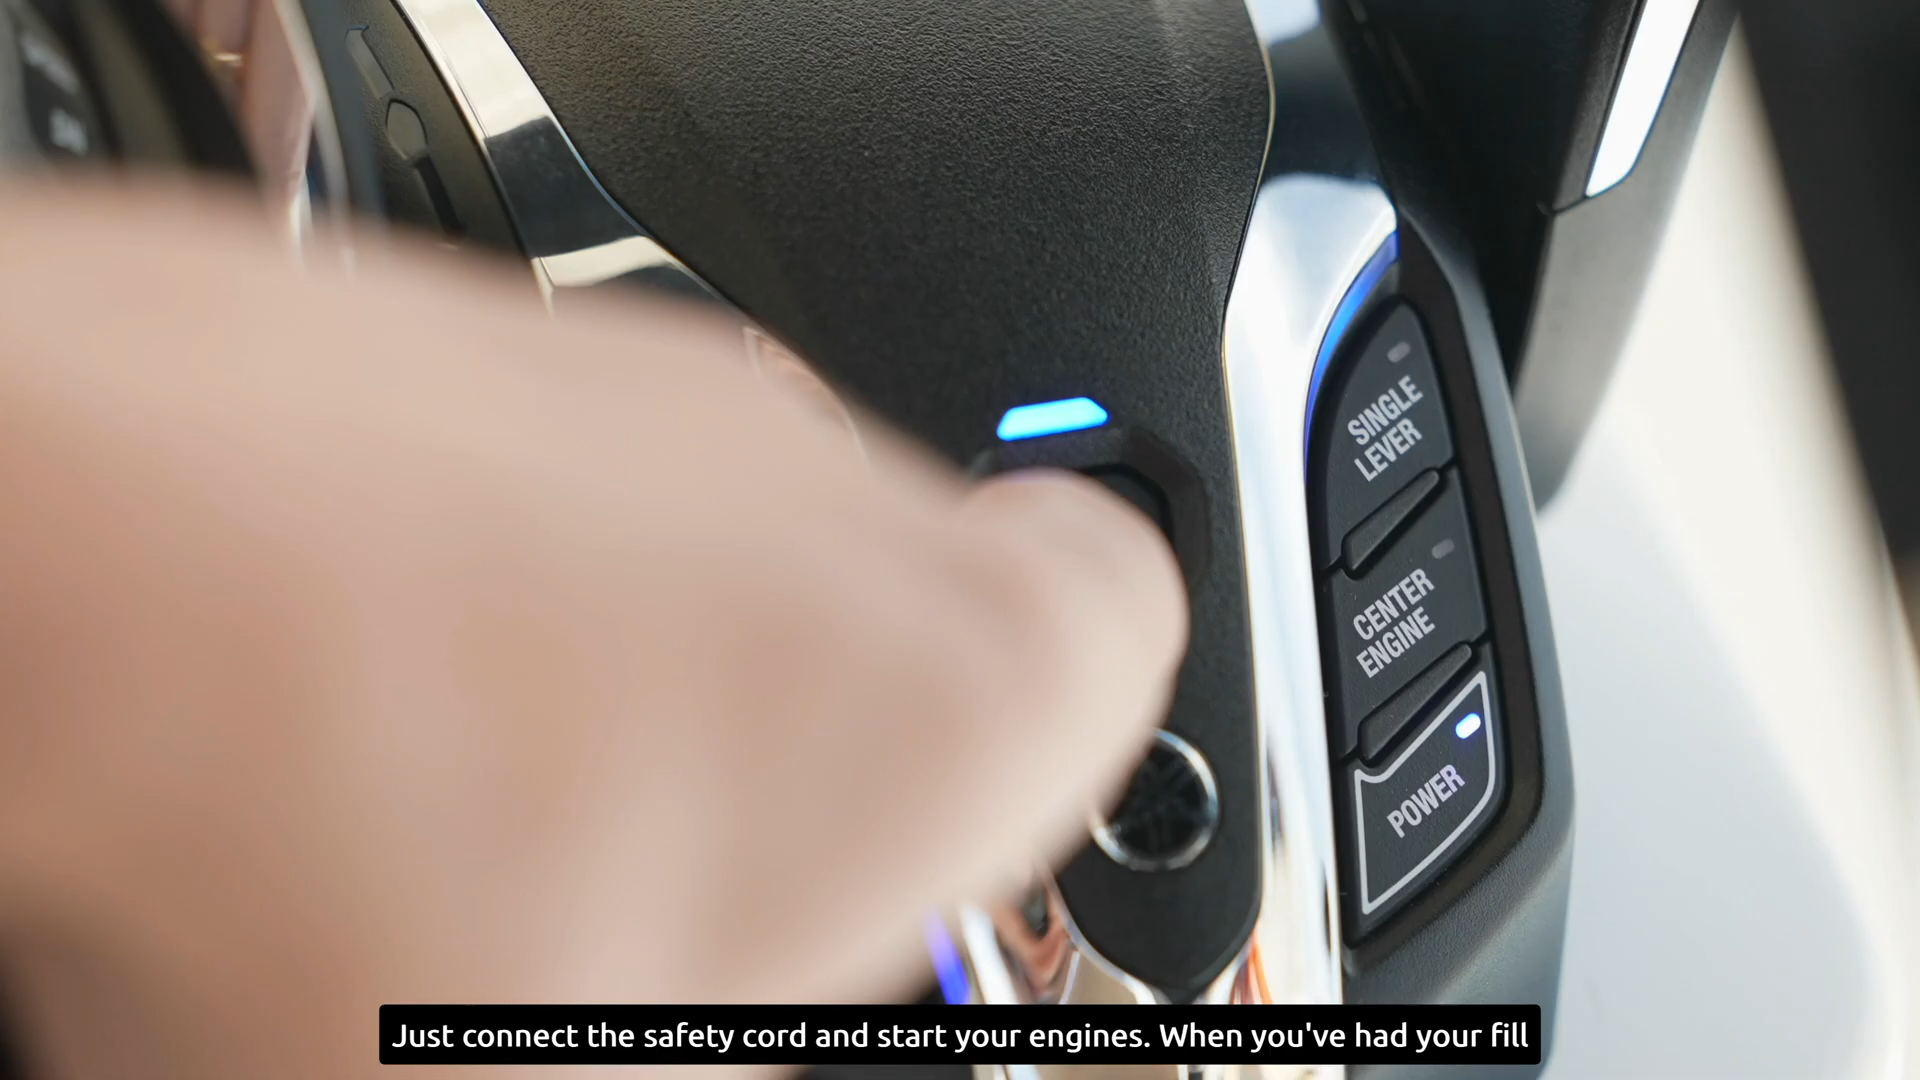 SINGLE
LEVER
CENTER
ENGINE
POWER
Just connect the safety cord and start your engines. When you've had your fill